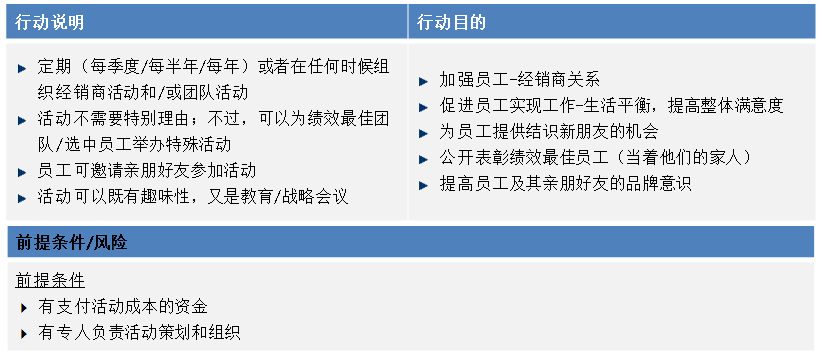 行动说明
定期（每季度/每半年/每年）或者在任何时候组
织经销商活动和/或团队活动
活动不需要特别理由；不过，可以为绩效最佳团
队/选中员工举办特殊活动
员工可邀请亲朋好友参加活动
活动可以既有趣味性，又是教育/战略会议
行动目的
加强员工-经销商关系
促进员工实现工作-生活平衡，提高整体满意度
为员工提供结识新朋友的机会
公开表彰绩效最佳员工（当着他们的家人）
提高员工及其亲朋好友的品牌意识
前提条件/风险
前提条件
有支付活动成本的资金
有专人负责活动策划和组织